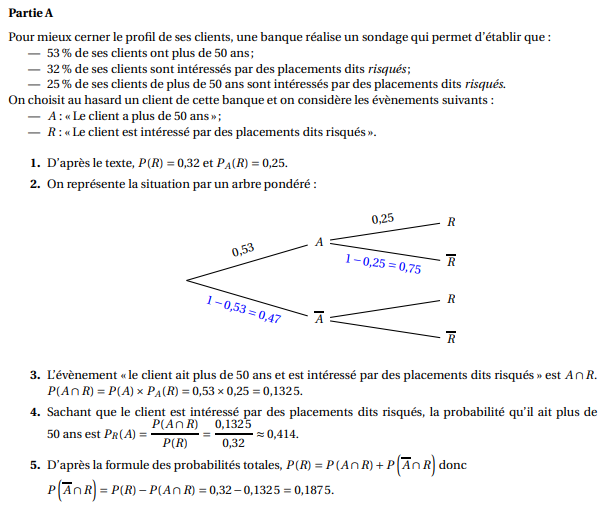 Partie A
Pour mieux cerner le profil de ses clients, une banque réalise un sondage qui permet d'établir que :
— 53 % de ses clients ont plus de 50 ans;
— 32 % de ses clients sont intéressés par des placements dits risqués;
— 25 % de ses clients de plus de 50 ans sont intéressés par des placements dits risqués.
On choisit au hasard un client de cette banque et on considère les évènements suivants :
— A : « Le client a plus de 50 ans »;
— R : « Le client est intéressé par des placements dits risqués ».
1. D'après le texte, P(R) = 0,32 et P_A(R) = 0,25.
2. On représente la situation par un arbre pondéré :
0,53
A
0,25
R
1 − 0,25 = 0,75
R̅
1 − 0,53 = 0,47
A̅
R
R̅
3. L'évènement « le client ait plus de 50 ans et est intéressé par des placements dits risqués » est A ∩ R.
P(A ∩ R) = P(A) × P_A(R) = 0,53 × 0,25 = 0,1325.
4. Sachant que le client est intéressé par des placements dits risqués, la probabilité qu'il ait plus de
50 ans est P_R(A) = P(A ∩ R) / P(R) = 0,1325 / 0,32 ≈ 0,414.
5. D'après la formule des probabilités totales, P(R) = P(A ∩ R) + P(A̅ ∩ R) donc
P(A̅ ∩ R) = P(R) − P(A ∩ R) = 0,32 − 0,1325 = 0,1875.